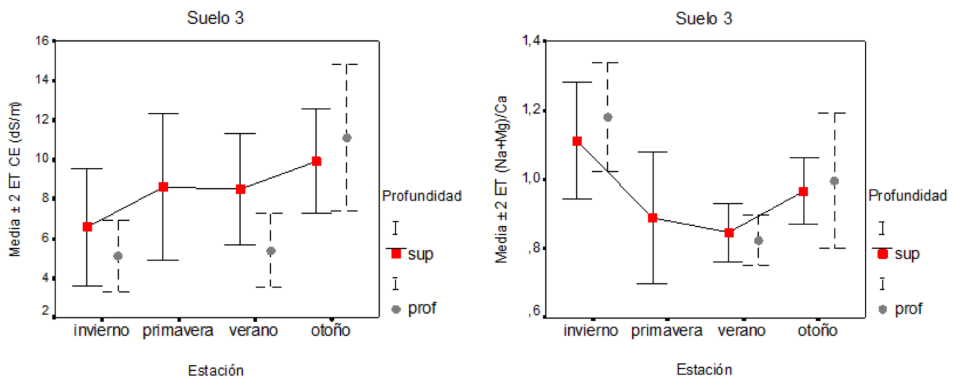 Suelo 3
Media ± 2 ET CE (dS/m)
16
14
12
10
8
6
4
2
invierno primavera verano otoño
Estación
Profundidad
sup
prof
Suelo 3
Media ± 2 ET (Na+Mg)/Ca
1,4
1,2
1,0
,8
,6
invierno primavera verano otoño
Estación
Profundidad
sup
prof